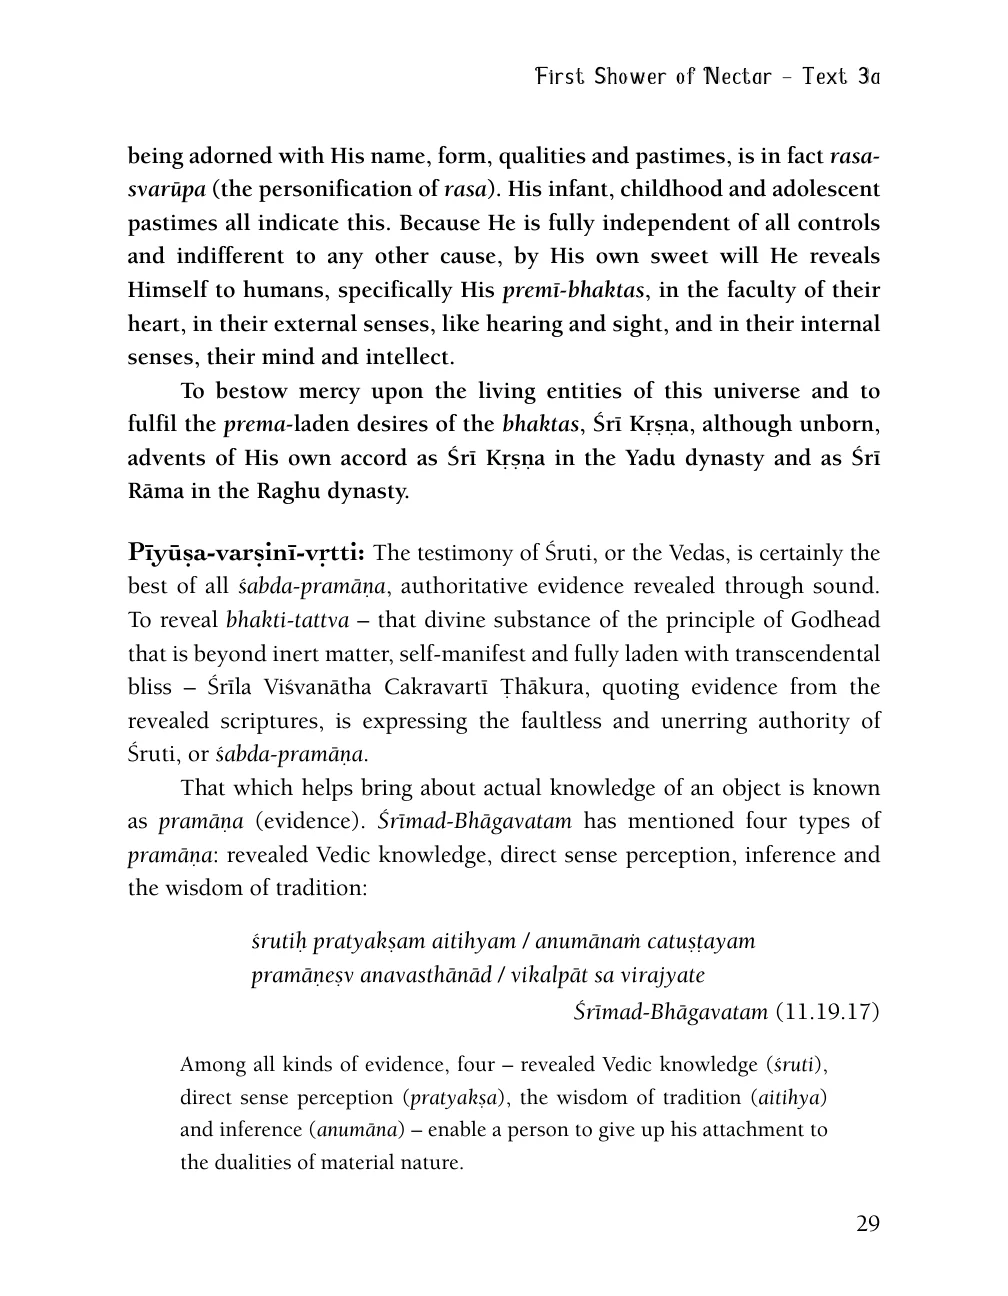 First Shower of Nectar – Text 3a
being adorned with His name, form, qualities and pastimes, is in fact rasa-
svarūpa (the personification of rasa). His infant, childhood and adolescent
pastimes all indicate this. Because He is fully independent of all controls
and indifferent to any other cause, by His own sweet will He reveals
Himself to humans, specifically His premī-bhaktas, in the faculty of their
heart, in their external senses, like hearing and sight, and in their internal
senses, their mind and intellect.
To bestow mercy upon the living entities of this universe and to
fulfil the prema-laden desires of the bhaktas, Śrī Kṛṣṇa, although unborn,
advents of His own accord as Śrī Kṛṣṇa in the Yadu dynasty and as Śrī
Rāma in the Raghu dynasty.
Pīyūṣa-varṣinī-vṛtti: The testimony of Śruti, or the Vedas, is certainly the
best of all śabda-pramāṇa, authoritative evidence revealed through sound.
To reveal bhakti-tattva – that divine substance of the principle of Godhead
that is beyond inert matter, self-manifest and fully laden with transcendental
bliss – Śrīla Viśvanātha Cakravartī Ṭhākura, quoting evidence from the
revealed scriptures, is expressing the faultless and unerring authority of
Śruti, or śabda-pramāṇa.
That which helps bring about actual knowledge of an object is known
as pramāṇa (evidence). Śrīmad-Bhāgavatam has mentioned four types of
pramāṇa: revealed Vedic knowledge, direct sense perception, inference and
the wisdom of tradition:
śrutiḥ pratyakṣam aitihyam / anumānaṁ catuṣṭayam
pramāṇeṣv anavasthānād / vikalpāt sa virajyate
Śrīmad-Bhāgavatam (11.19.17)
Among all kinds of evidence, four – revealed Vedic knowledge (śruti),
direct sense perception (pratyakṣa), the wisdom of tradition (aitihya)
and inference (anumāna) – enable a person to give up his attachment to
the dualities of material nature.
29